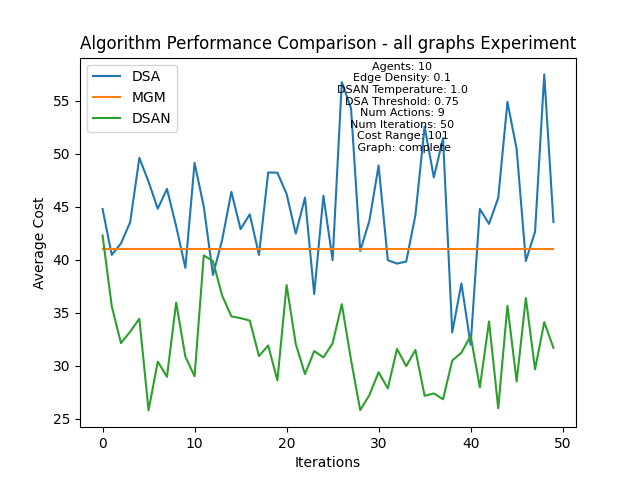 Algorithm Performance Comparison - all graphs Experiment
DSA
MGM
DSAN
Agents: 10
Edge Density: 0.1
DSAN Temperature: 1.0
DSA Threshold: 0.75
Num Actions: 9
Num Iterations: 50
Cost Range: 101
Graph: complete
Average Cost
55
50
45
40
35
30
25
0 10 20 30 40 50
Iterations